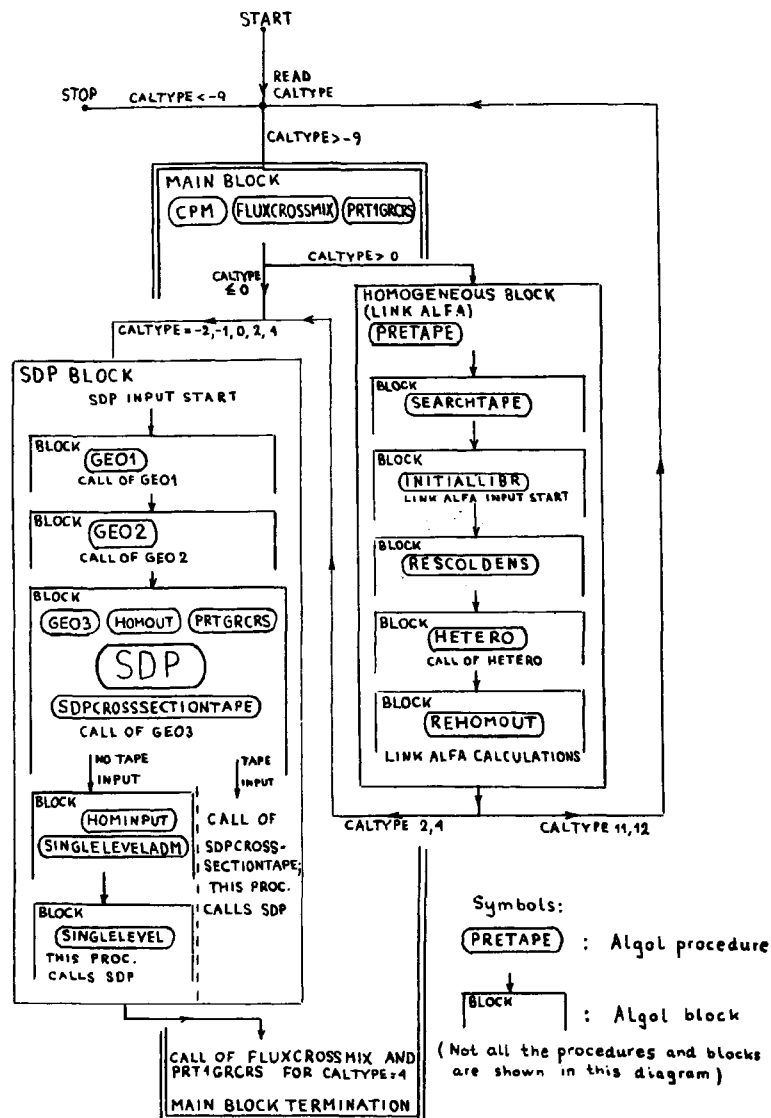 START
READ
CALTYPE
STOP
CALTYPE<-9
CALTYPE>-9
MAIN BLOCK
CPM
FLUXCROSSMIX
PRT1GRCRS
CALTYPE>0
CALTYPE
≤0
CALTYPE=-2,-1,0,2,4
SDP BLOCK
SDP INPUT START
BLOCK
GEO1
CALL OF GEO1
BLOCK
GEO2
CALL OF GEO2
BLOCK
GEO3
HOMOUT
PRTGRCRS
SDP
SDPCROSSSECTIONTAPE
CALL OF GEO3
NO TAPE
INPUT
TAPE
INPUT
BLOCK
HOMINPUT
SINGLELEVELADM
BLOCK
SINGLELEVEL
THIS PROC.
CALLS SDP
CALL OF
SDPCROSS-
SECTIONTAPE;
THIS PROC.
CALLS SDP
HOMOGENEOUS BLOCK
(LINK ALFA)
PRETAPE
BLOCK
SEARCHTAPE
BLOCK
INITIALLIBR
LINK ALFA INPUT START
BLOCK
RESCOLDENS
BLOCK
HETERO
CALL OF HETERO
BLOCK
REHOMOUT
LINK ALFA CALCULATIONS
CALTYPE 2,4
CALTYPE 11,12
CALL OF FLUXCROSSMIX AND
PRT1GRCRS FOR CALTYPE=4
MAIN BLOCK TERMINATION
Symbols:
PRETAPE : Algol procedure
BLOCK : Algol block
(Not all the procedures and blocks
are shown in this diagram)